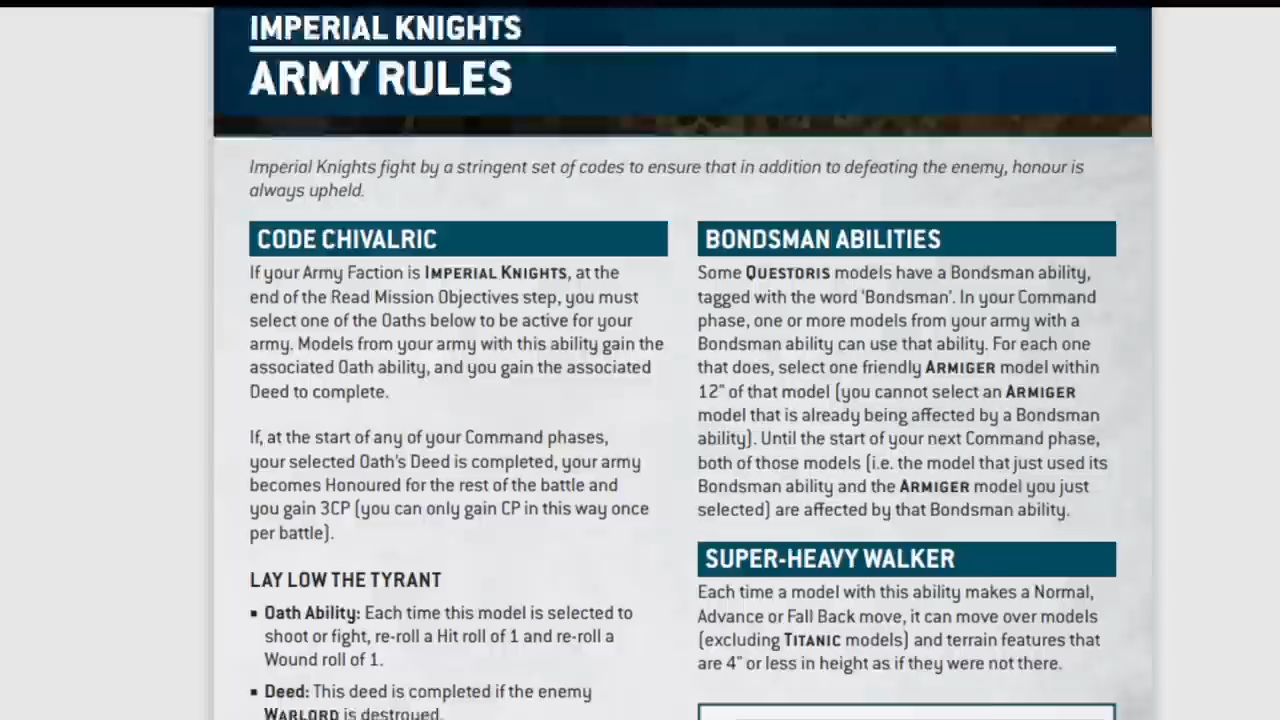 IMPERIAL KNIGHTS
ARMY RULES
Imperial Knights fight by a stringent set of codes to ensure that in addition to defeating the enemy, honour is
always upheld.
CODE CHIVALRIC
If your Army Faction is IMPERIAL KNIGHTS, at the
end of the Read Mission Objectives step, you must
select one of the Oaths below to be active for your
army. Models from your army with this ability gain the
associated Oath ability, and you gain the associated
Deed to complete.
If, at the start of any of your Command phases,
your selected Oath's Deed is completed, your army
becomes Honoured for the rest of the battle and
you gain 3CP (you can only gain CP in this way once
per battle).
LAY LOW THE TYRANT
▪ Oath Ability: Each time this model is selected to
shoot or fight, re-roll a Hit roll of 1 and re-roll a
Wound roll of 1.
▪ Deed: This deed is completed if the enemy
WARLORD is destroyed.
BONDSMAN ABILITIES
Some QUESTORIS models have a Bondsman ability,
tagged with the word 'Bondsman'. In your Command
phase, one or more models from your army with a
Bondsman ability can use that ability. For each one
that does, select one friendly ARMIGER model within
12" of that model (you cannot select an ARMIGER
model that is already being affected by a Bondsman
ability). Until the start of your next Command phase,
both of those models (i.e. the model that just used its
Bondsman ability and the ARMIGER model you just
selected) are affected by that Bondsman ability.
SUPER-HEAVY WALKER
Each time a model with this ability makes a Normal,
Advance or Fall Back move, it can move over models
(excluding TITANIC models) and terrain features that
are 4" or less in height as if they were not there.